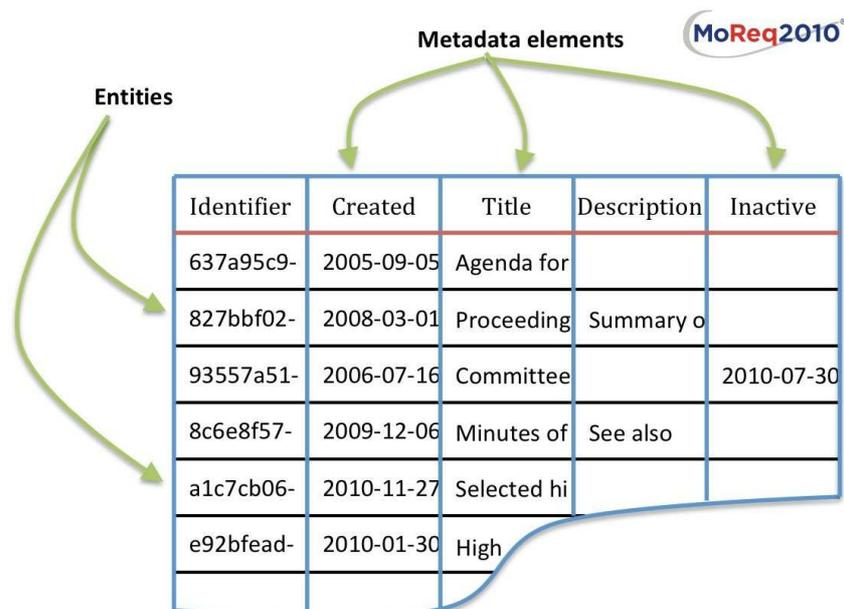 Metadata elements
MoReq2010®
Entities
Identifier Created Title Description Inactive
637a95c9- 2005-09-05 Agenda for
827bbf02- 2008-03-01 Proceeding Summary o
93557a51- 2006-07-16 Committee 2010-07-30
8c6e8f57- 2009-12-06 Minutes of See also
a1c7cb06- 2010-11-27 Selected hi
e92bfead- 2010-01-30 High